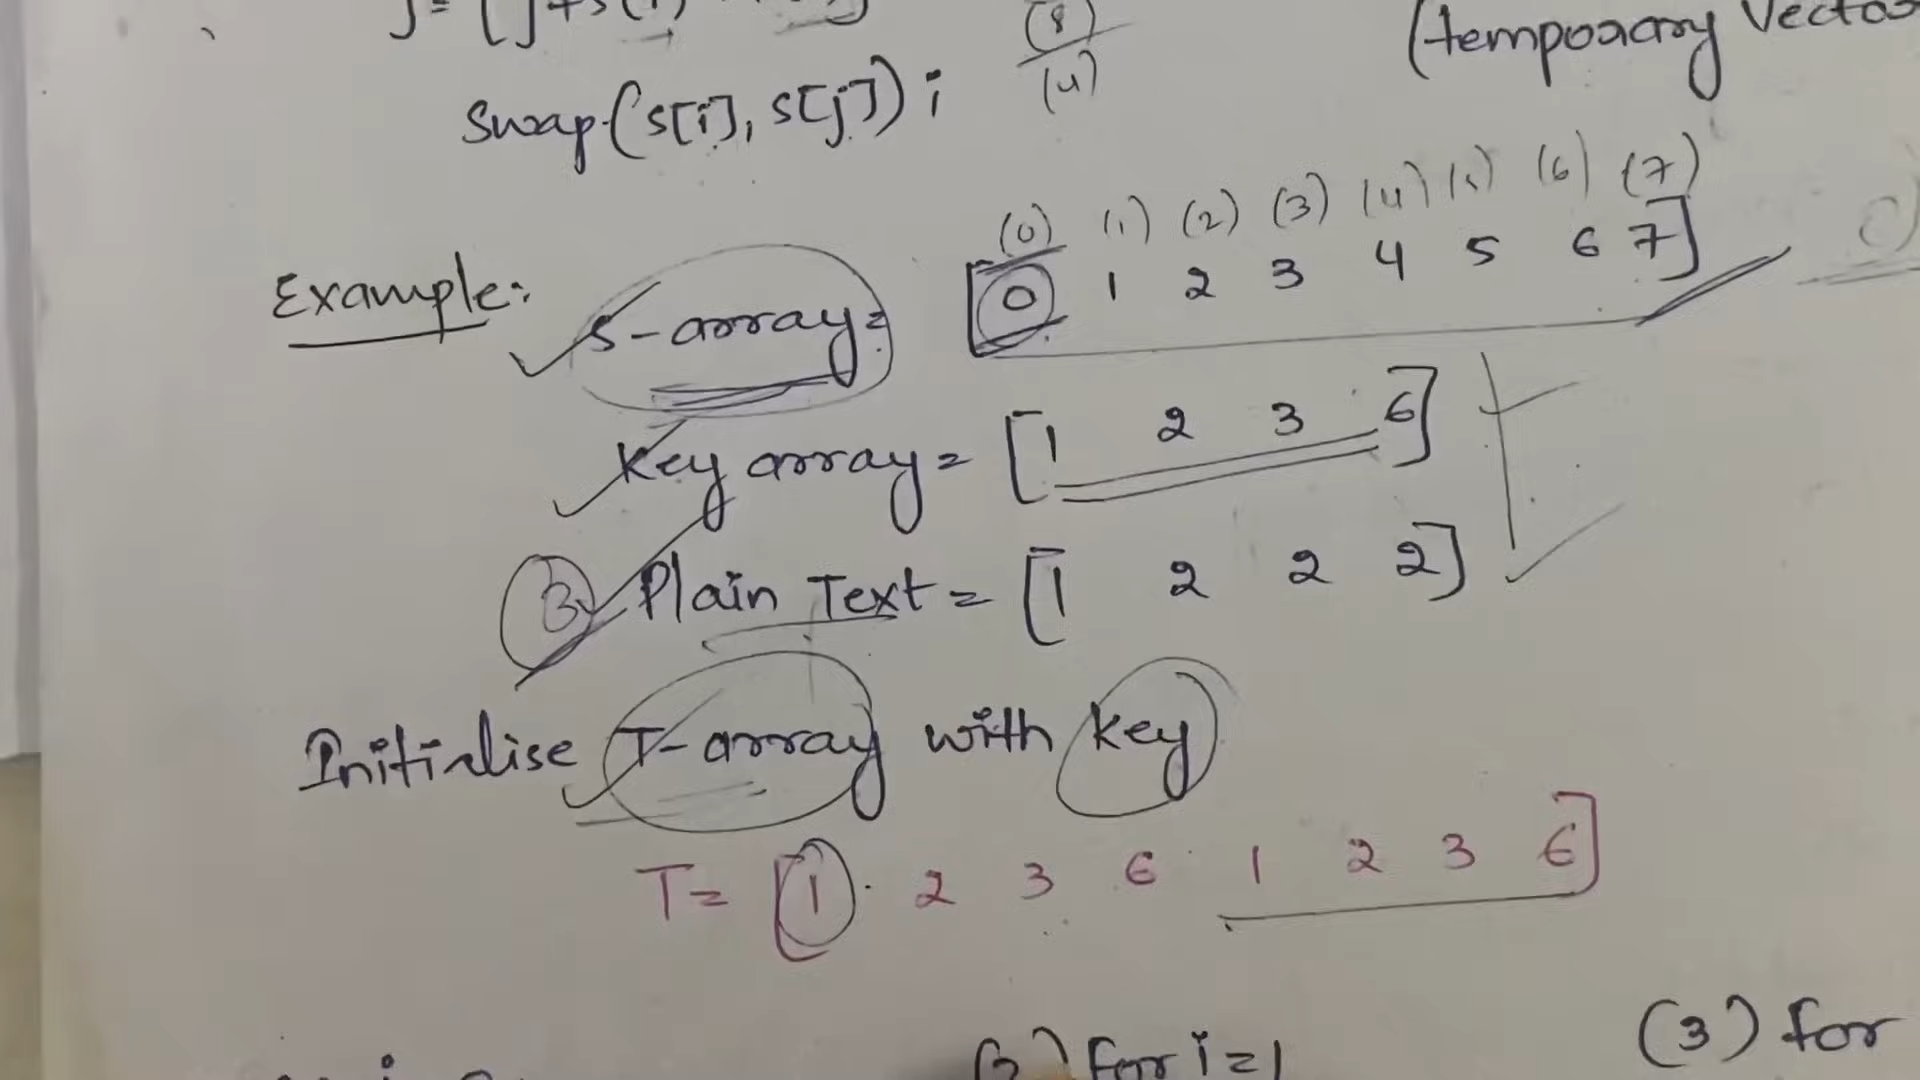 Swap(s[i], s[j]);
(8)
(4)
(temporary Vector
(0) (1) (2) (3) (4) (5) (6) (7)
Example: S-array= [0 1 2 3 4 5 6 7]
Key array= [1 2 3 6]
Plain Text= [1 2 2 2]
Initialise T-array with key
T= [1 2 3 6 1 2 3 6]
for i=1
(3) for